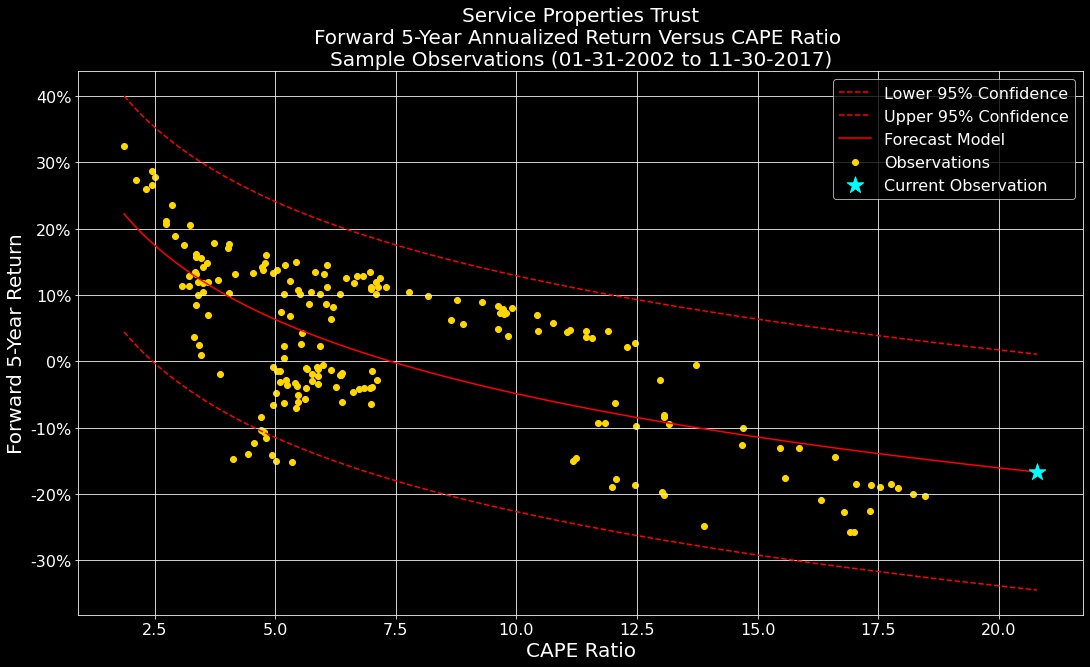 Service Properties Trust
Forward 5-Year Annualized Return Versus CAPE Ratio
Sample Observations (01-31-2002 to 11-30-2017)
Lower 95% Confidence
Upper 95% Confidence
Forecast Model
Observations
Current Observation
Forward 5-Year Return
40%
30%
20%
10%
0%
-10%
-20%
-30%
2.5 5.0 7.5 10.0 12.5 15.0 17.5 20.0
CAPE Ratio